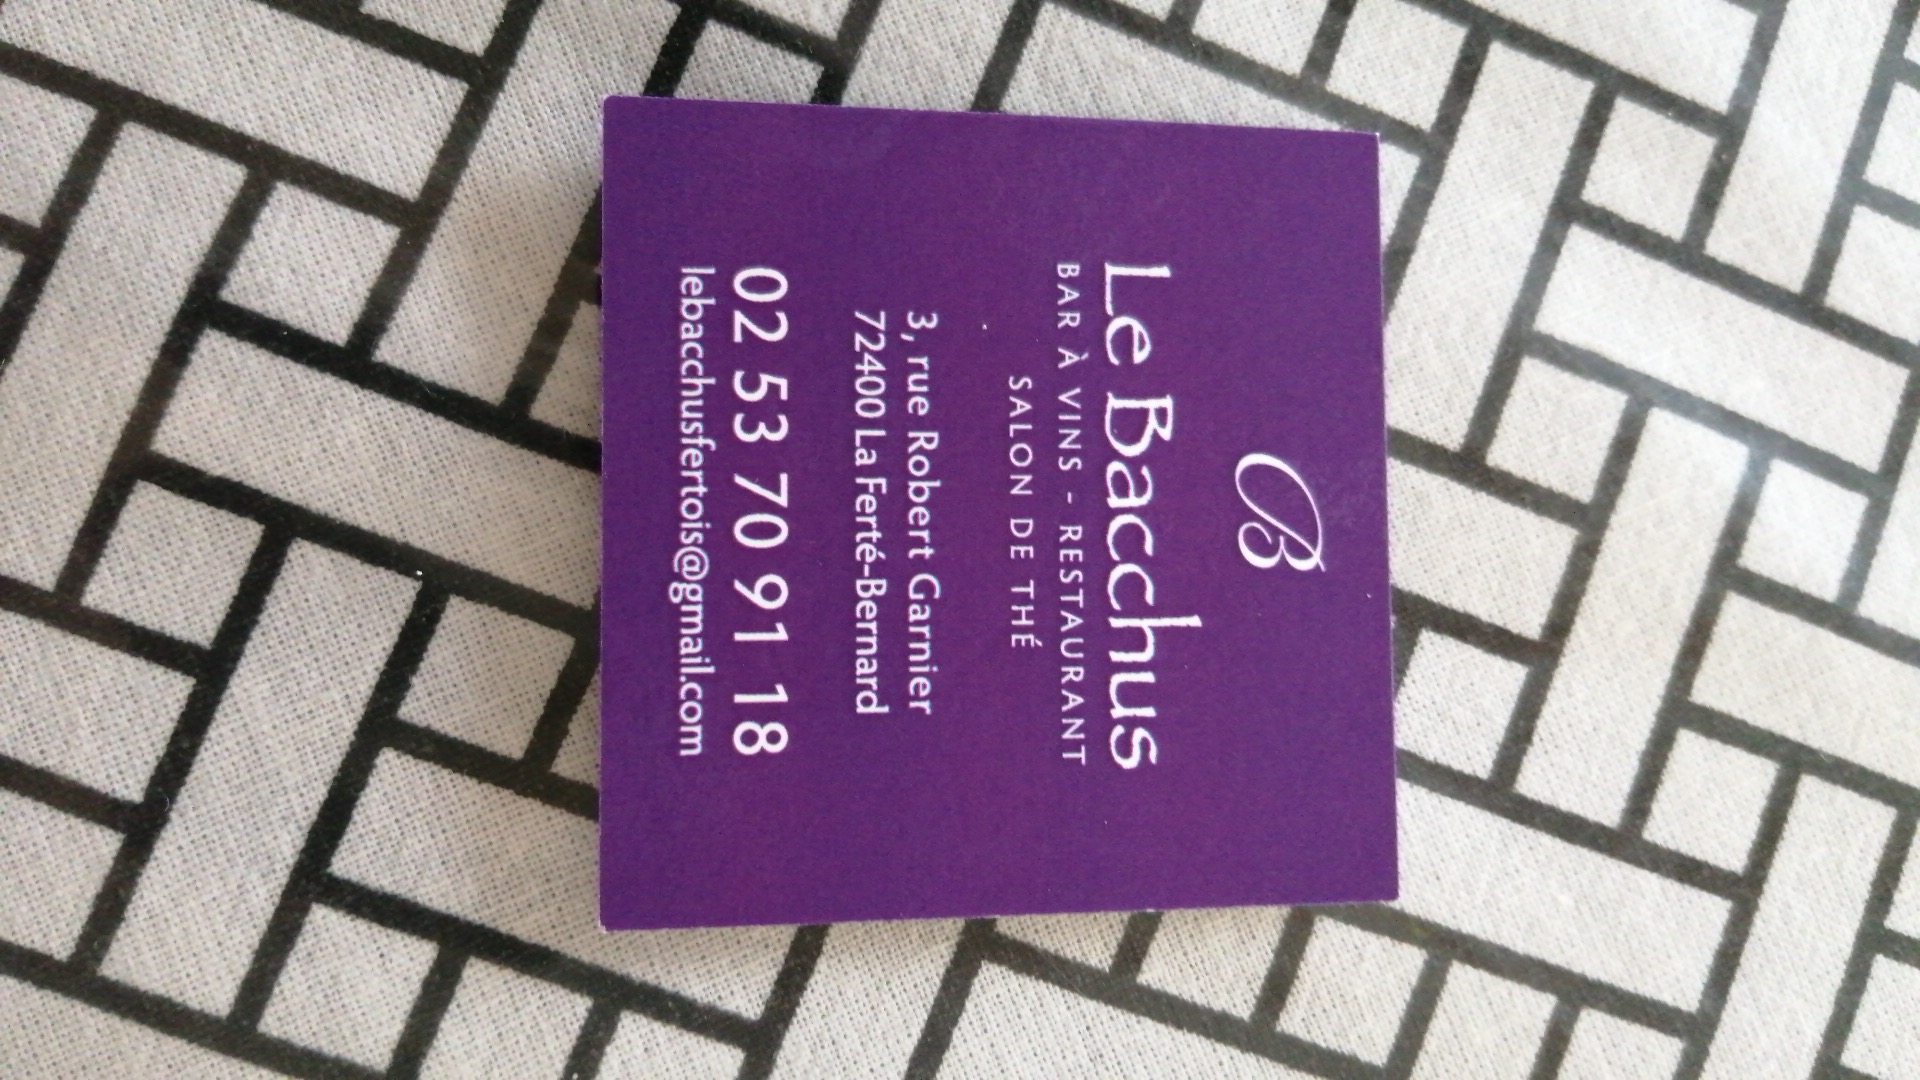 B
Le Bacchus
BAR À VINS - RESTAURANT
SALON DE THÉ
3, rue Robert Garnier
72400 La Ferté-Bernard
02 53 70 91 18
lebacchusfertois@gmail.com